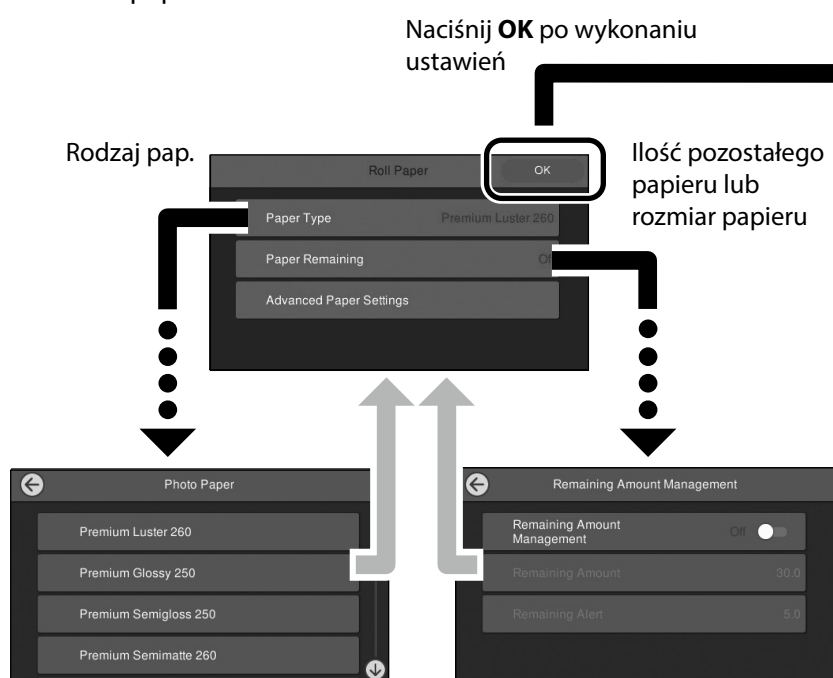 Naciśnij OK po wykonaniu
ustawień
Rodzaj pap.
Roll Paper
OK
Ilość pozostałego
papieru lub
rozmiar papieru
Paper Type
Premium Luster 260
Paper Remaining
Off
Advanced Paper Settings
Photo Paper
Premium Luster 260
Premium Glossy 250
Premium Semigloss 250
Premium Semimatte 260
Remaining Amount Management
Remaining Amount
Management
Off
Remaining Amount
30.0
Remaining Alert
5.0